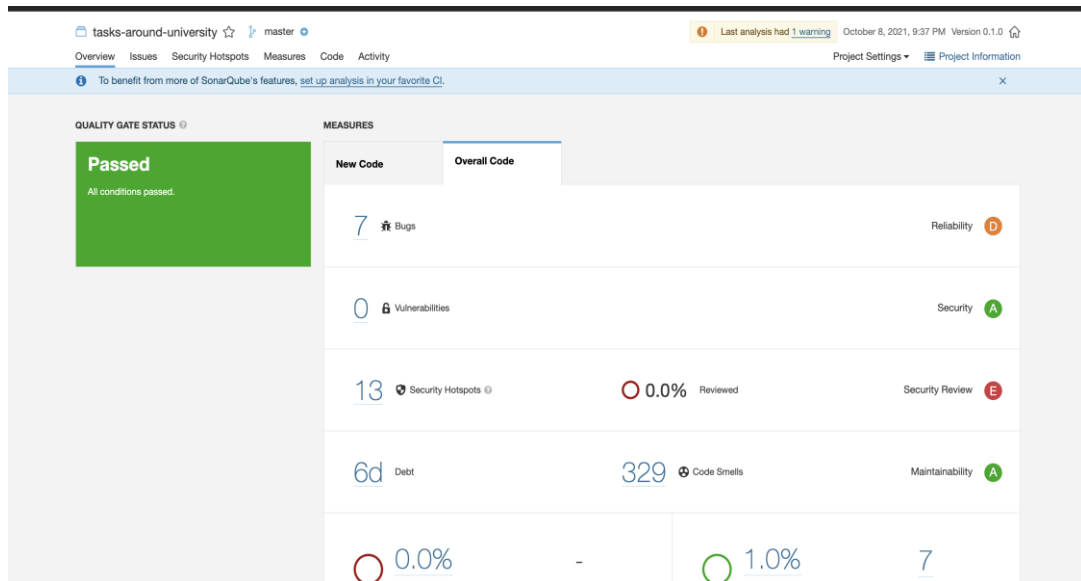 tasks-around-university master
Last analysis had 1 warning October 8, 2021, 9:37 PM Version 0.1.0
Overview Issues Security Hotspots Measures Code Activity
Project Settings Project Information
To benefit from more of SonarQube's features, set up analysis in your favorite CI.
QUALITY GATE STATUS
MEASURES
Passed
All conditions passed.
New Code
Overall Code
7 Bugs
Reliability D
0 Vulnerabilities
Security A
13 Security Hotspots
0.0% Reviewed
Security Review E
6d Debt
329 Code Smells
Maintainability A
0.0%
-
1.0%
7